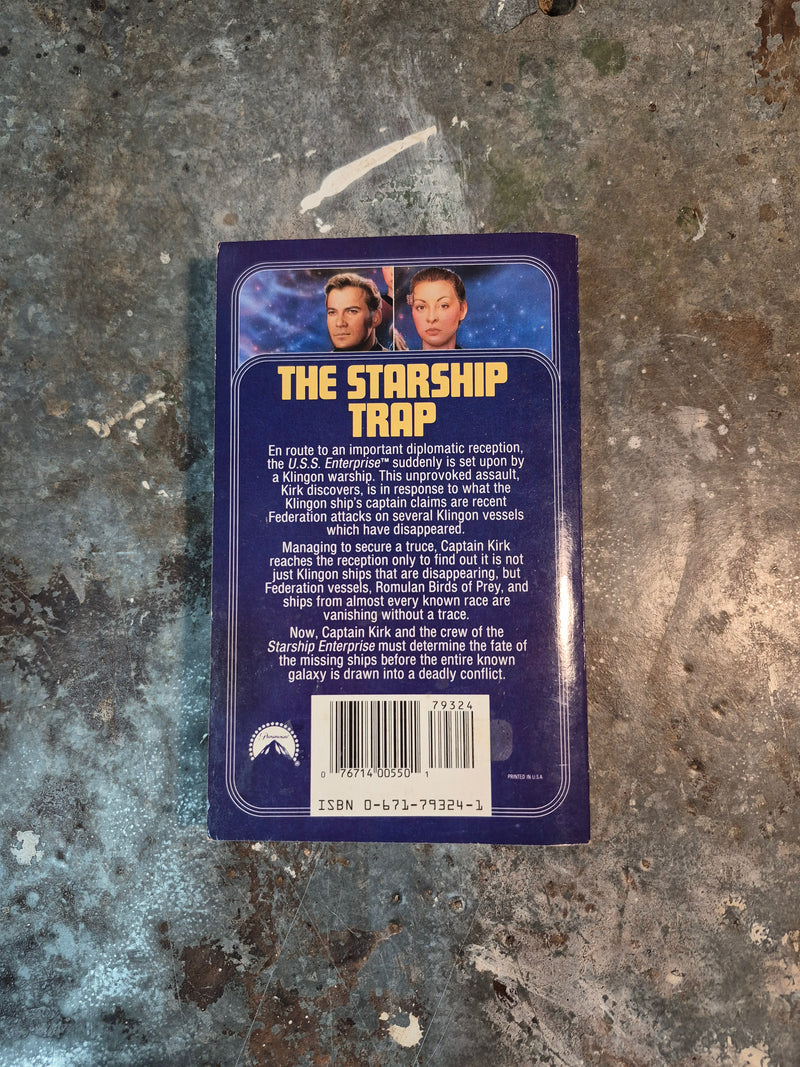 THE STARSHIP
TRAP
En route to an important diplomatic reception,
the U.S.S. Enterprise™ suddenly is set upon by
a Klingon warship. This unprovoked assault,
Kirk discovers, is in response to what the
Klingon ship's captain claims are recent
Federation attacks on several Klingon vessels
which have disappeared.
Managing to secure a truce, Captain Kirk
reaches the reception only to find out it is not
just Klingon ships that are disappearing, but
Federation vessels, Romulan Birds of Prey, and
ships from almost every known race are
vanishing without a trace.
Now, Captain Kirk and the crew of the
Starship Enterprise must determine the fate of
the missing ships before the entire known
galaxy is drawn into a deadly conflict.
79324
Paramount
®
0 76714 00550 1
PRINTED IN U.S.A.
ISBN 0-671-79324-1